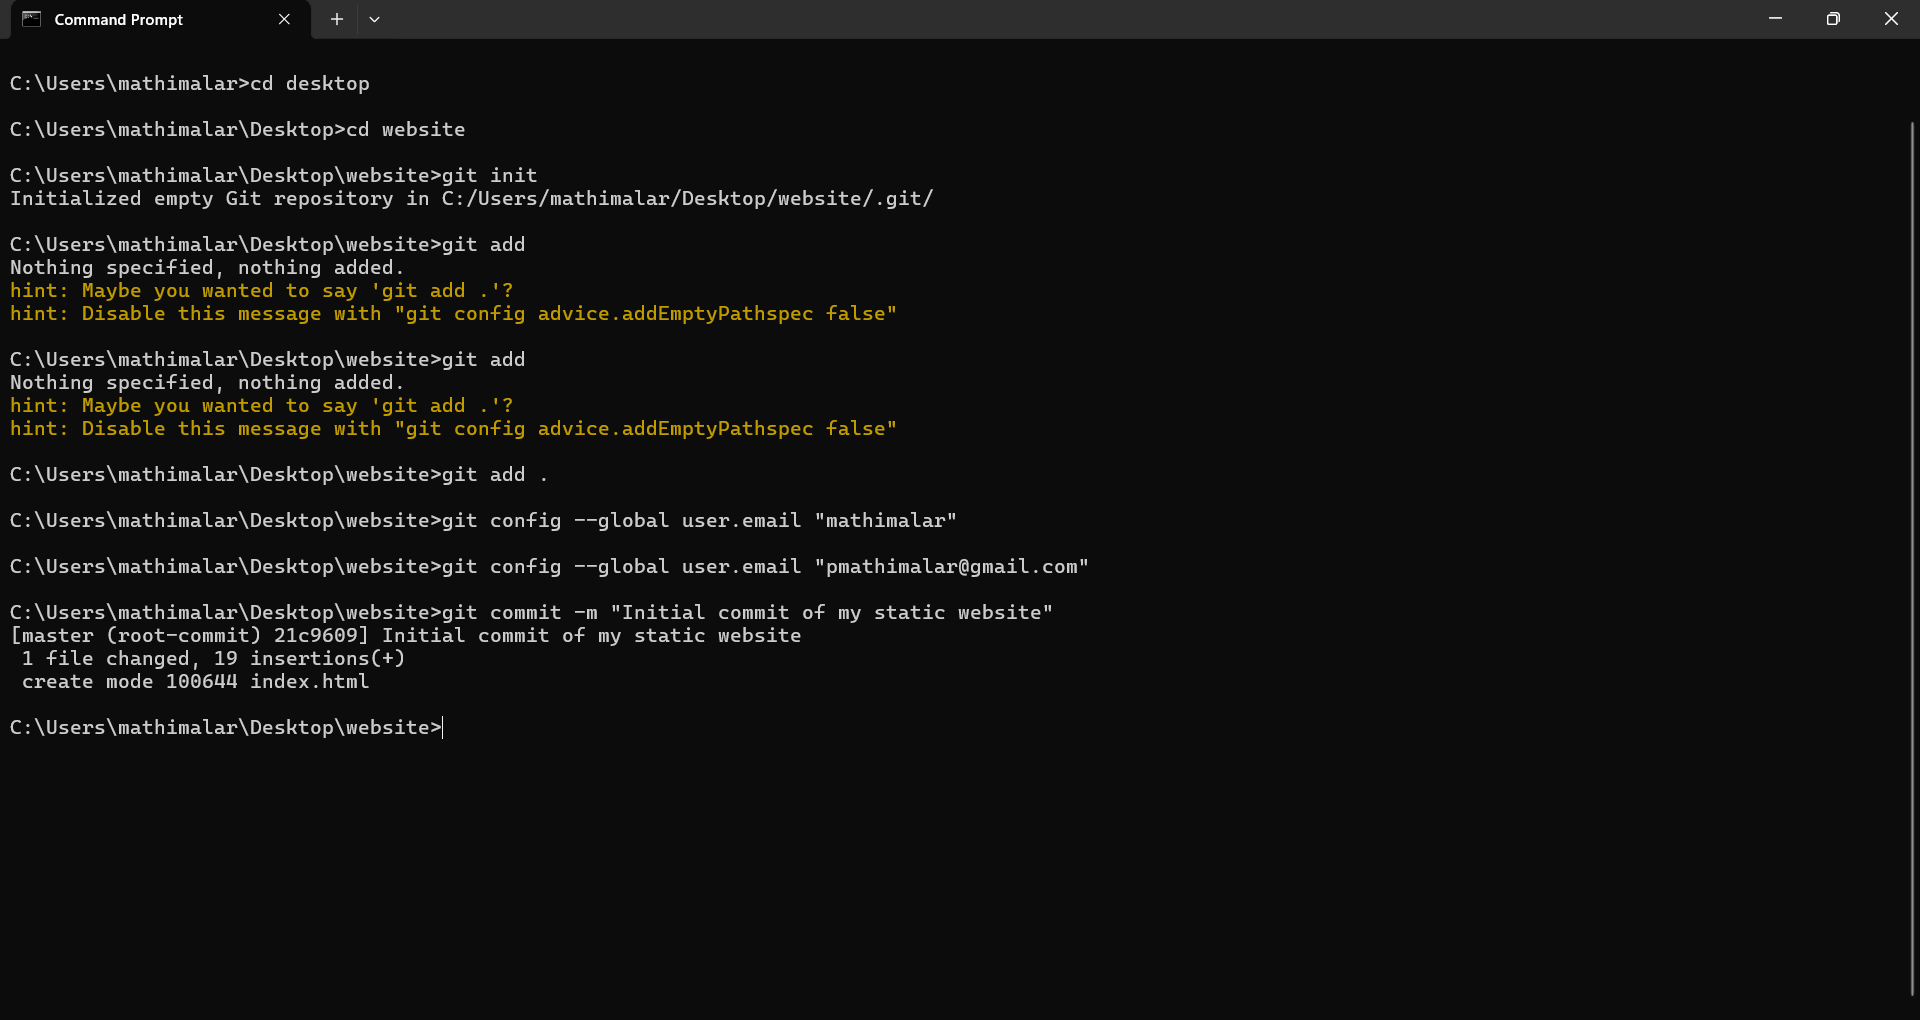 Command Prompt
C:\Users\mathimalar>cd desktop
C:\Users\mathimalar\Desktop>cd website
C:\Users\mathimalar\Desktop\website>git init
Initialized empty Git repository in C:/Users/mathimalar/Desktop/website/.git/
C:\Users\mathimalar\Desktop\website>git add
Nothing specified, nothing added.
hint: Maybe you wanted to say 'git add .'?
hint: Disable this message with "git config advice.addEmptyPathspec false"
C:\Users\mathimalar\Desktop\website>git add
Nothing specified, nothing added.
hint: Maybe you wanted to say 'git add .'?
hint: Disable this message with "git config advice.addEmptyPathspec false"
C:\Users\mathimalar\Desktop\website>git add .
C:\Users\mathimalar\Desktop\website>git config --global user.email "mathimalar"
C:\Users\mathimalar\Desktop\website>git config --global user.email "pmathimalar@gmail.com"
C:\Users\mathimalar\Desktop\website>git commit -m "Initial commit of my static website"
[master (root-commit) 21c9609] Initial commit of my static website
 1 file changed, 19 insertions(+)
 create mode 100644 index.html
C:\Users\mathimalar\Desktop\website>